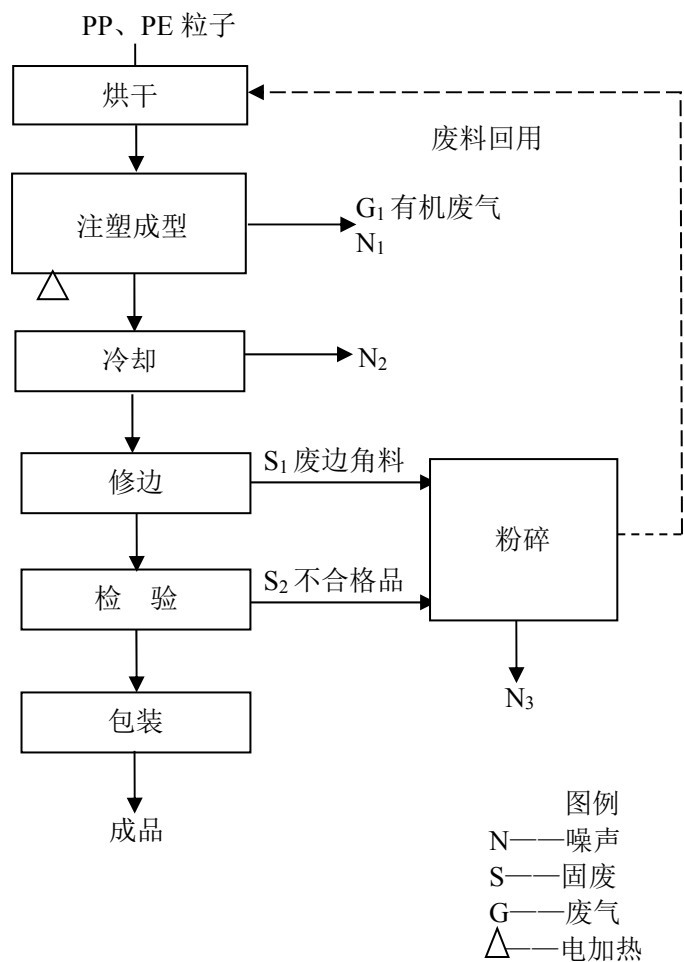 PP、PE 粒子
烘干
废料回用
注塑成型
G₁ 有机废气
N₁
冷却
N₂
修边
S₁ 废边角料
粉碎
检 验
S₂ 不合格品
包装
N₃
成品
图例
N——噪声
S——固废
G——废气
△——电加热